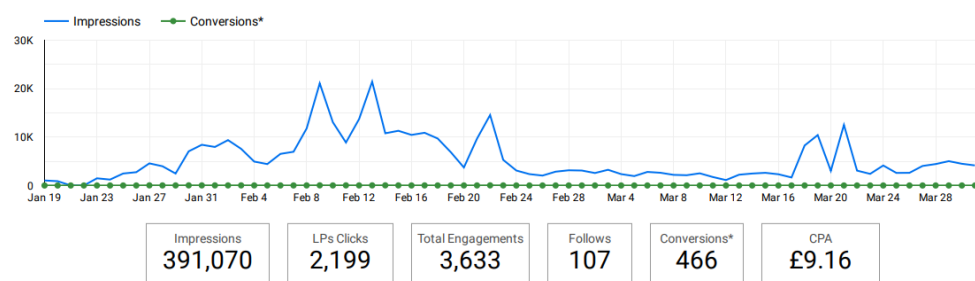 Impressions Conversions*
30K
20K
10K
0
Jan 19 Jan 23 Jan 27 Jan 31 Feb 4 Feb 8 Feb 12 Feb 16 Feb 20 Feb 24 Feb 28 Mar 4 Mar 8 Mar 12 Mar 16 Mar 20 Mar 24 Mar 28
Impressions LPs Clicks Total Engagements Follows Conversions* CPA
391,070 2,199 3,633 107 466 £9.16